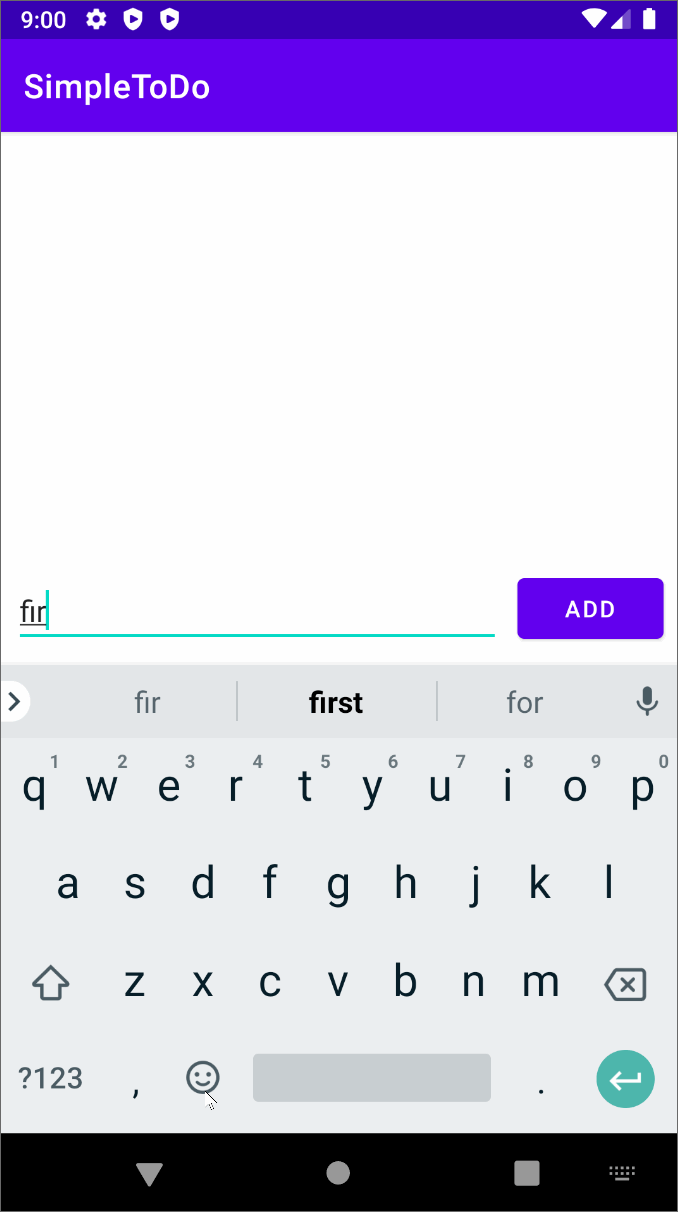 9:00
SimpleToDo
fir
ADD
fir first for
1 2 3 4 5 6 7 8 9 0
q w e r t y u i o p
a s d f g h j k l
z x c v b n m
?123 , .